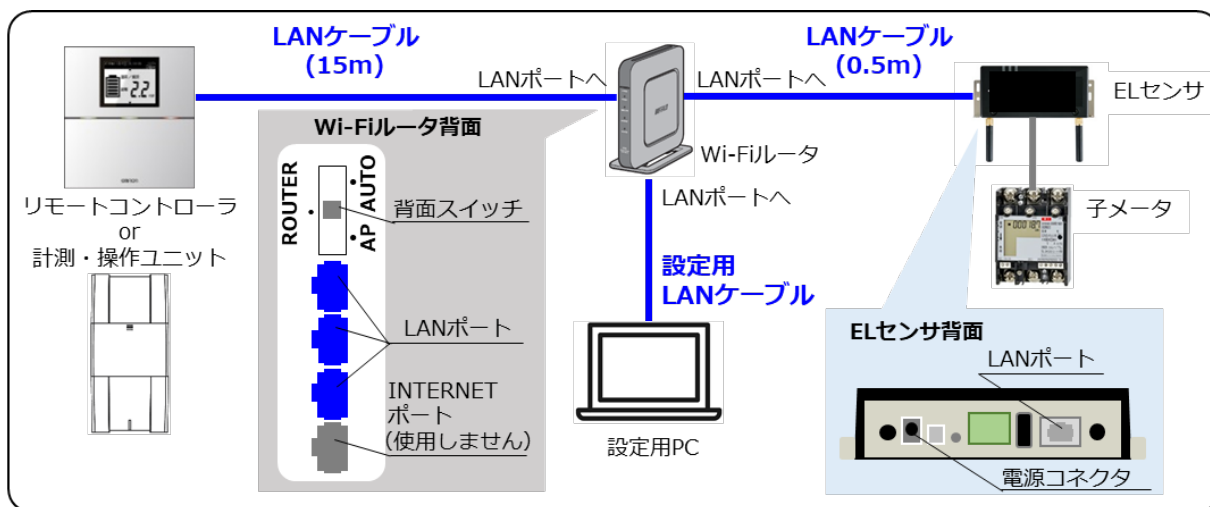 LANケーブル
(15m)
LANケーブル
(0.5m)
LANポートへ
LANポートへ
ELセンサ
Wi-Fiルータ背面
Wi-Fiルータ
リモートコントローラ
or
計測・操作ユニット
ROUTER
AUTO
AP
背面スイッチ
LANポートへ
子メータ
設定用
LANケーブル
LANポート
ELセンサ背面
LANポート
INTERNET
ポート
(使用しません)
設定用PC
電源コネクタ
2.2